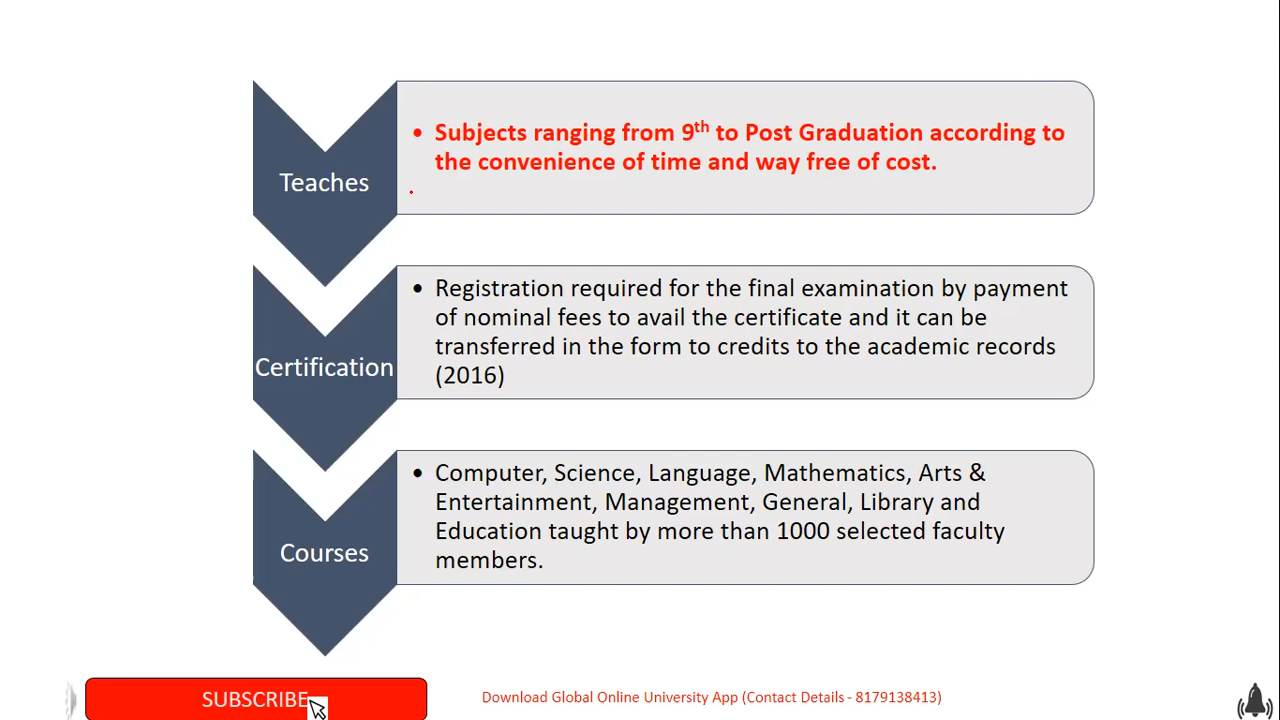 Teaches
• Subjects ranging from 9th to Post Graduation according to
the convenience of time and way free of cost.
Certification
• Registration required for the final examination by payment
of nominal fees to avail the certificate and it can be
transferred in the form to credits to the academic records
(2016)
Courses
• Computer, Science, Language, Mathematics, Arts &
Entertainment, Management, General, Library and
Education taught by more than 1000 selected faculty
members.
SUBSCRIBE
Download Global Online University App (Contact Details - 8179138413)